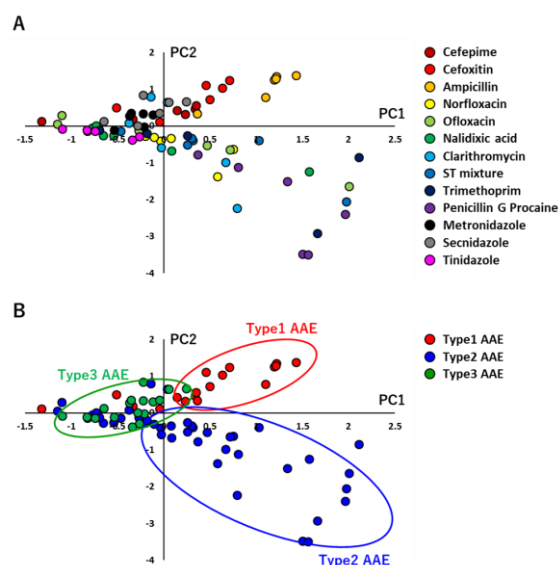 A
PC2
PC1
2
1
0
-1
-2
-3
-4
-1.5
-1
-0.5
0
0.5
1
1.5
2
2.5
Cefepime
Cefoxitin
Ampicillin
Norfloxacin
Ofloxacin
Nalidixic acid
Clarithromycin
ST mixture
Trimethoprim
Penicillin G Procaine
Metronidazole
Secnidazole
Tinidazole
B
PC2
PC1
Type1 AAE
Type3 AAE
Type2 AAE
2
1
0
-1
-2
-3
-4
-1.5
-1
-0.5
0
0.5
1
1.5
2
2.5
Type1 AAE
Type2 AAE
Type3 AAE